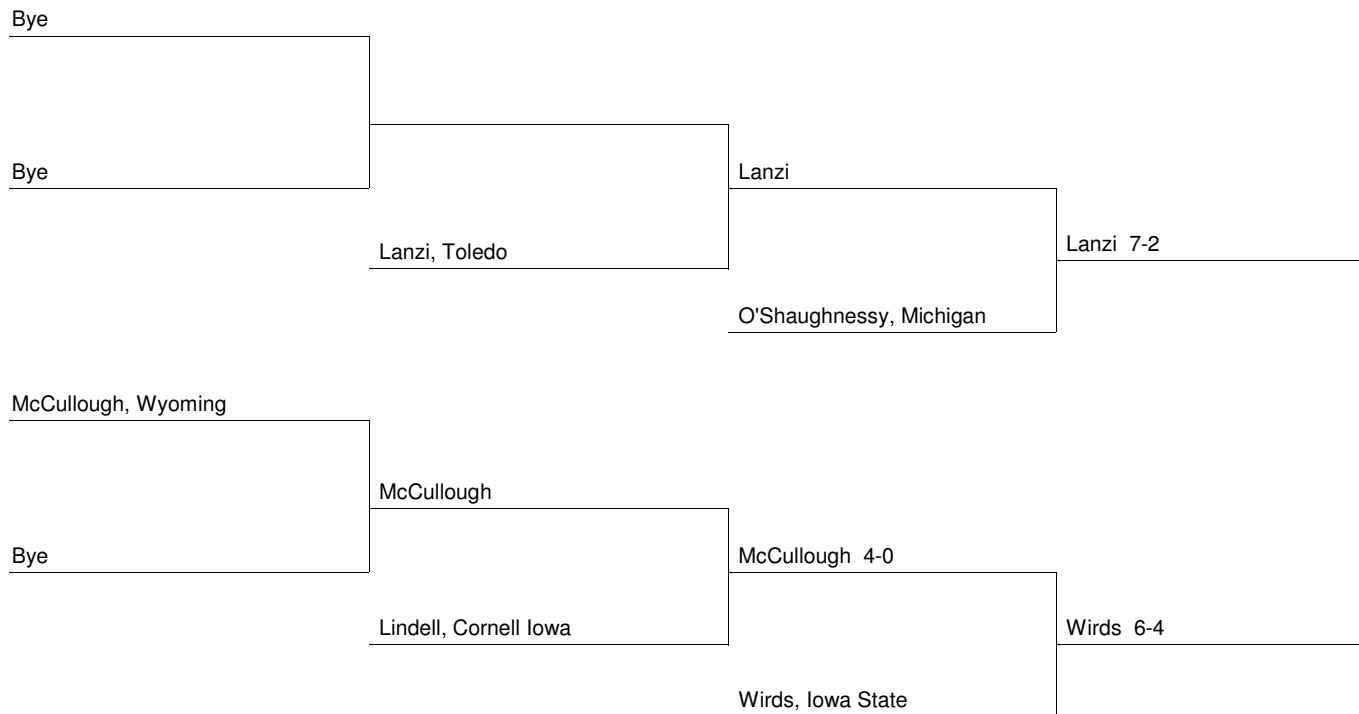 Bye
Bye
Lanzi
Lanzi 7-2
Lanzi, Toledo
O'Shaughnessy, Michigan
McCullough, Wyoming
McCullough
Bye
McCullough 4-0
Lindell, Cornell Iowa
Wirds 6-4
Wirds, Iowa State